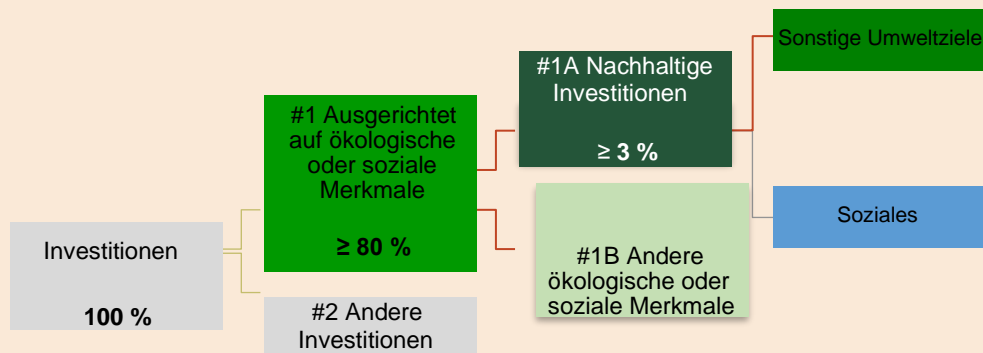 Investitionen
100 %
#1 Ausgerichtet
auf ökologische
oder soziale
Merkmale
≥ 80 %
#2 Andere
Investitionen
#1A Nachhaltige
Investitionen
≥ 3 %
#1B Andere
ökologische oder
soziale Merkmale
Sonstige Umweltziele
Soziales